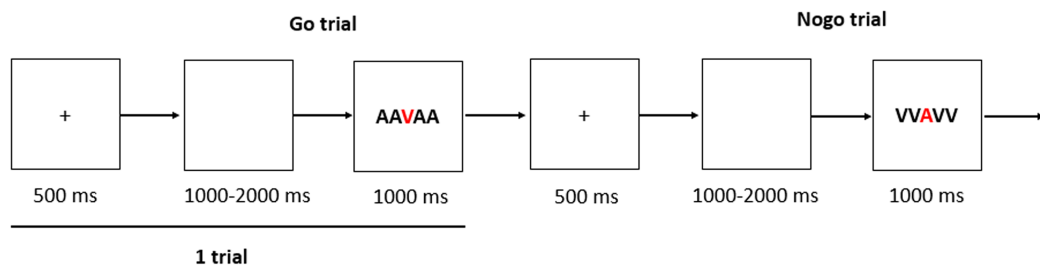 Go trial
Nogo trial
+
AAVAA
+
VVAVV
500 ms
1000-2000 ms
1000 ms
500 ms
1000-2000 ms
1000 ms
1 trial